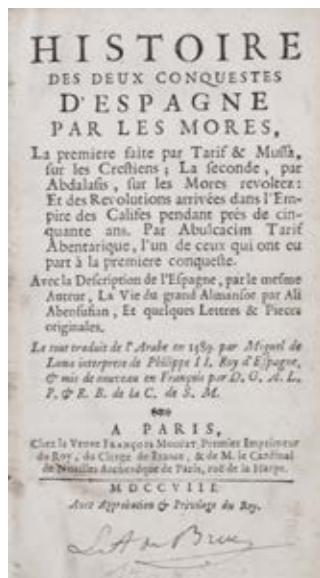 HISTOIRE
DES DEUX CONQUESTES
D'ESPAGNE
PAR LES MORES,
La premiere faite par Tarif & Mussa,
sur les Crestiens ; La seconde, par
Abdalasis, sur les Mores revoltez :
Et des Revolutions arrivées dans l'Em-
pire des Califes pendant prés de cin-
quante ans. Par Abulcacim Tarif
Abentarique, l'un de ceux qui ont eu
part à la premiere conqueste.
Avec la Description de l'Espagne, par le mesme
Auteur, La Vie du grand Almansor par Ali
Abensufian, Et quelques Lettres & Pieces
originales.
Le tout traduit de l'Arabe en 1589. par Miguel de
Luna interprete de Philippe II. Roy d'Espagne,
& mis de nouveau en François par D. G. A. L.
P. & R. B. de la C. de S. M.
A PARIS,
Chez la Veuve FRANÇOIS MUGUET, Premier Imprimeur
du Roy, du Clergé de France, & de M. le Cardinal
de Noailles Archevêque de Paris, ruë de la Harpe.
MDCCVIII
Avec Approbation & Privilege du Roy.